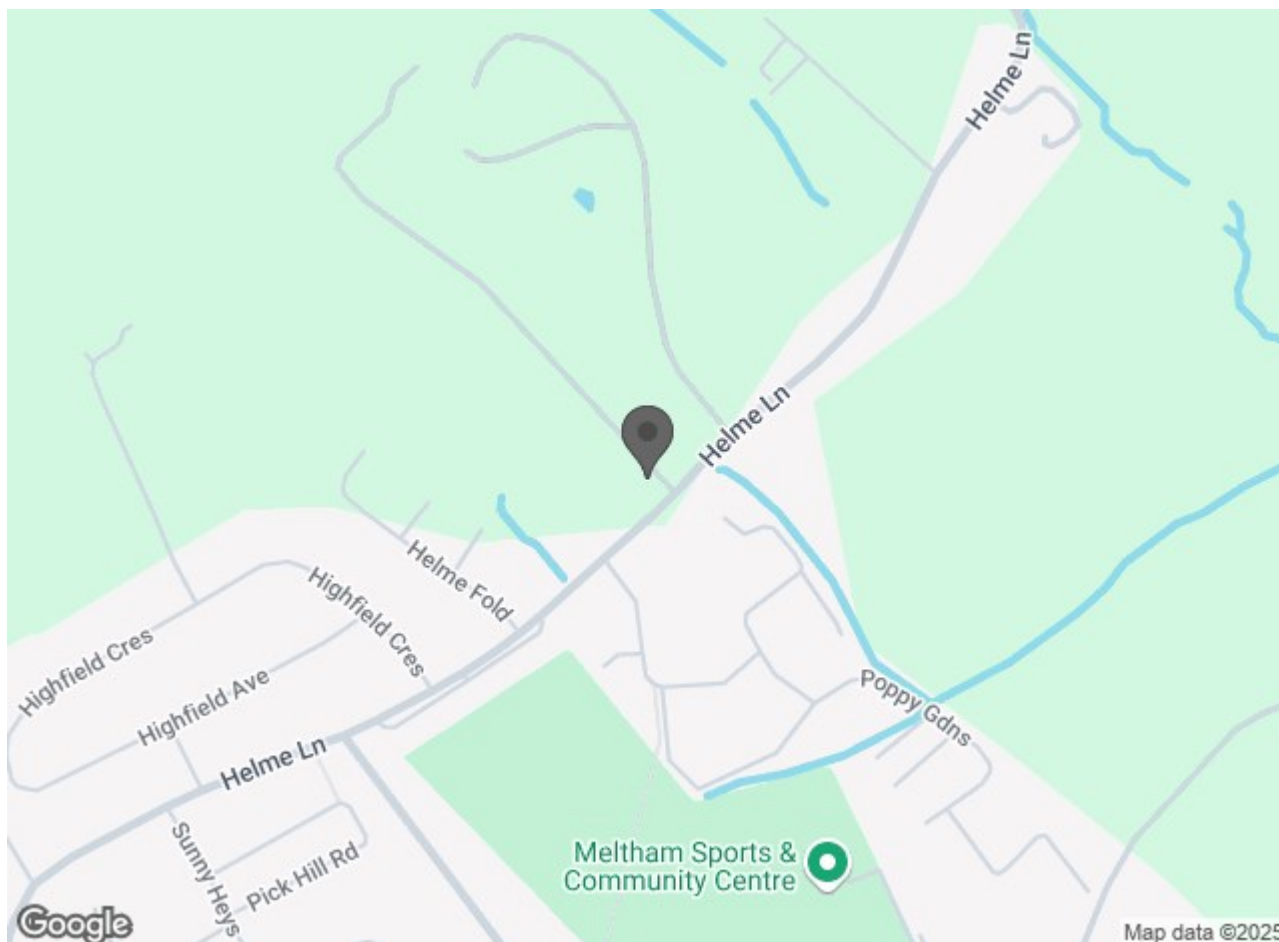 Helme Ln
Helme Ln
Helme Fold
Highfield Cres
Highfield Cres
Highfield Ave
Poppy Gdns
Helme Ln
Sunny Heys
Pick Hill Rd
Meltham Sports &
Community Centre
Google
Map data ©2025